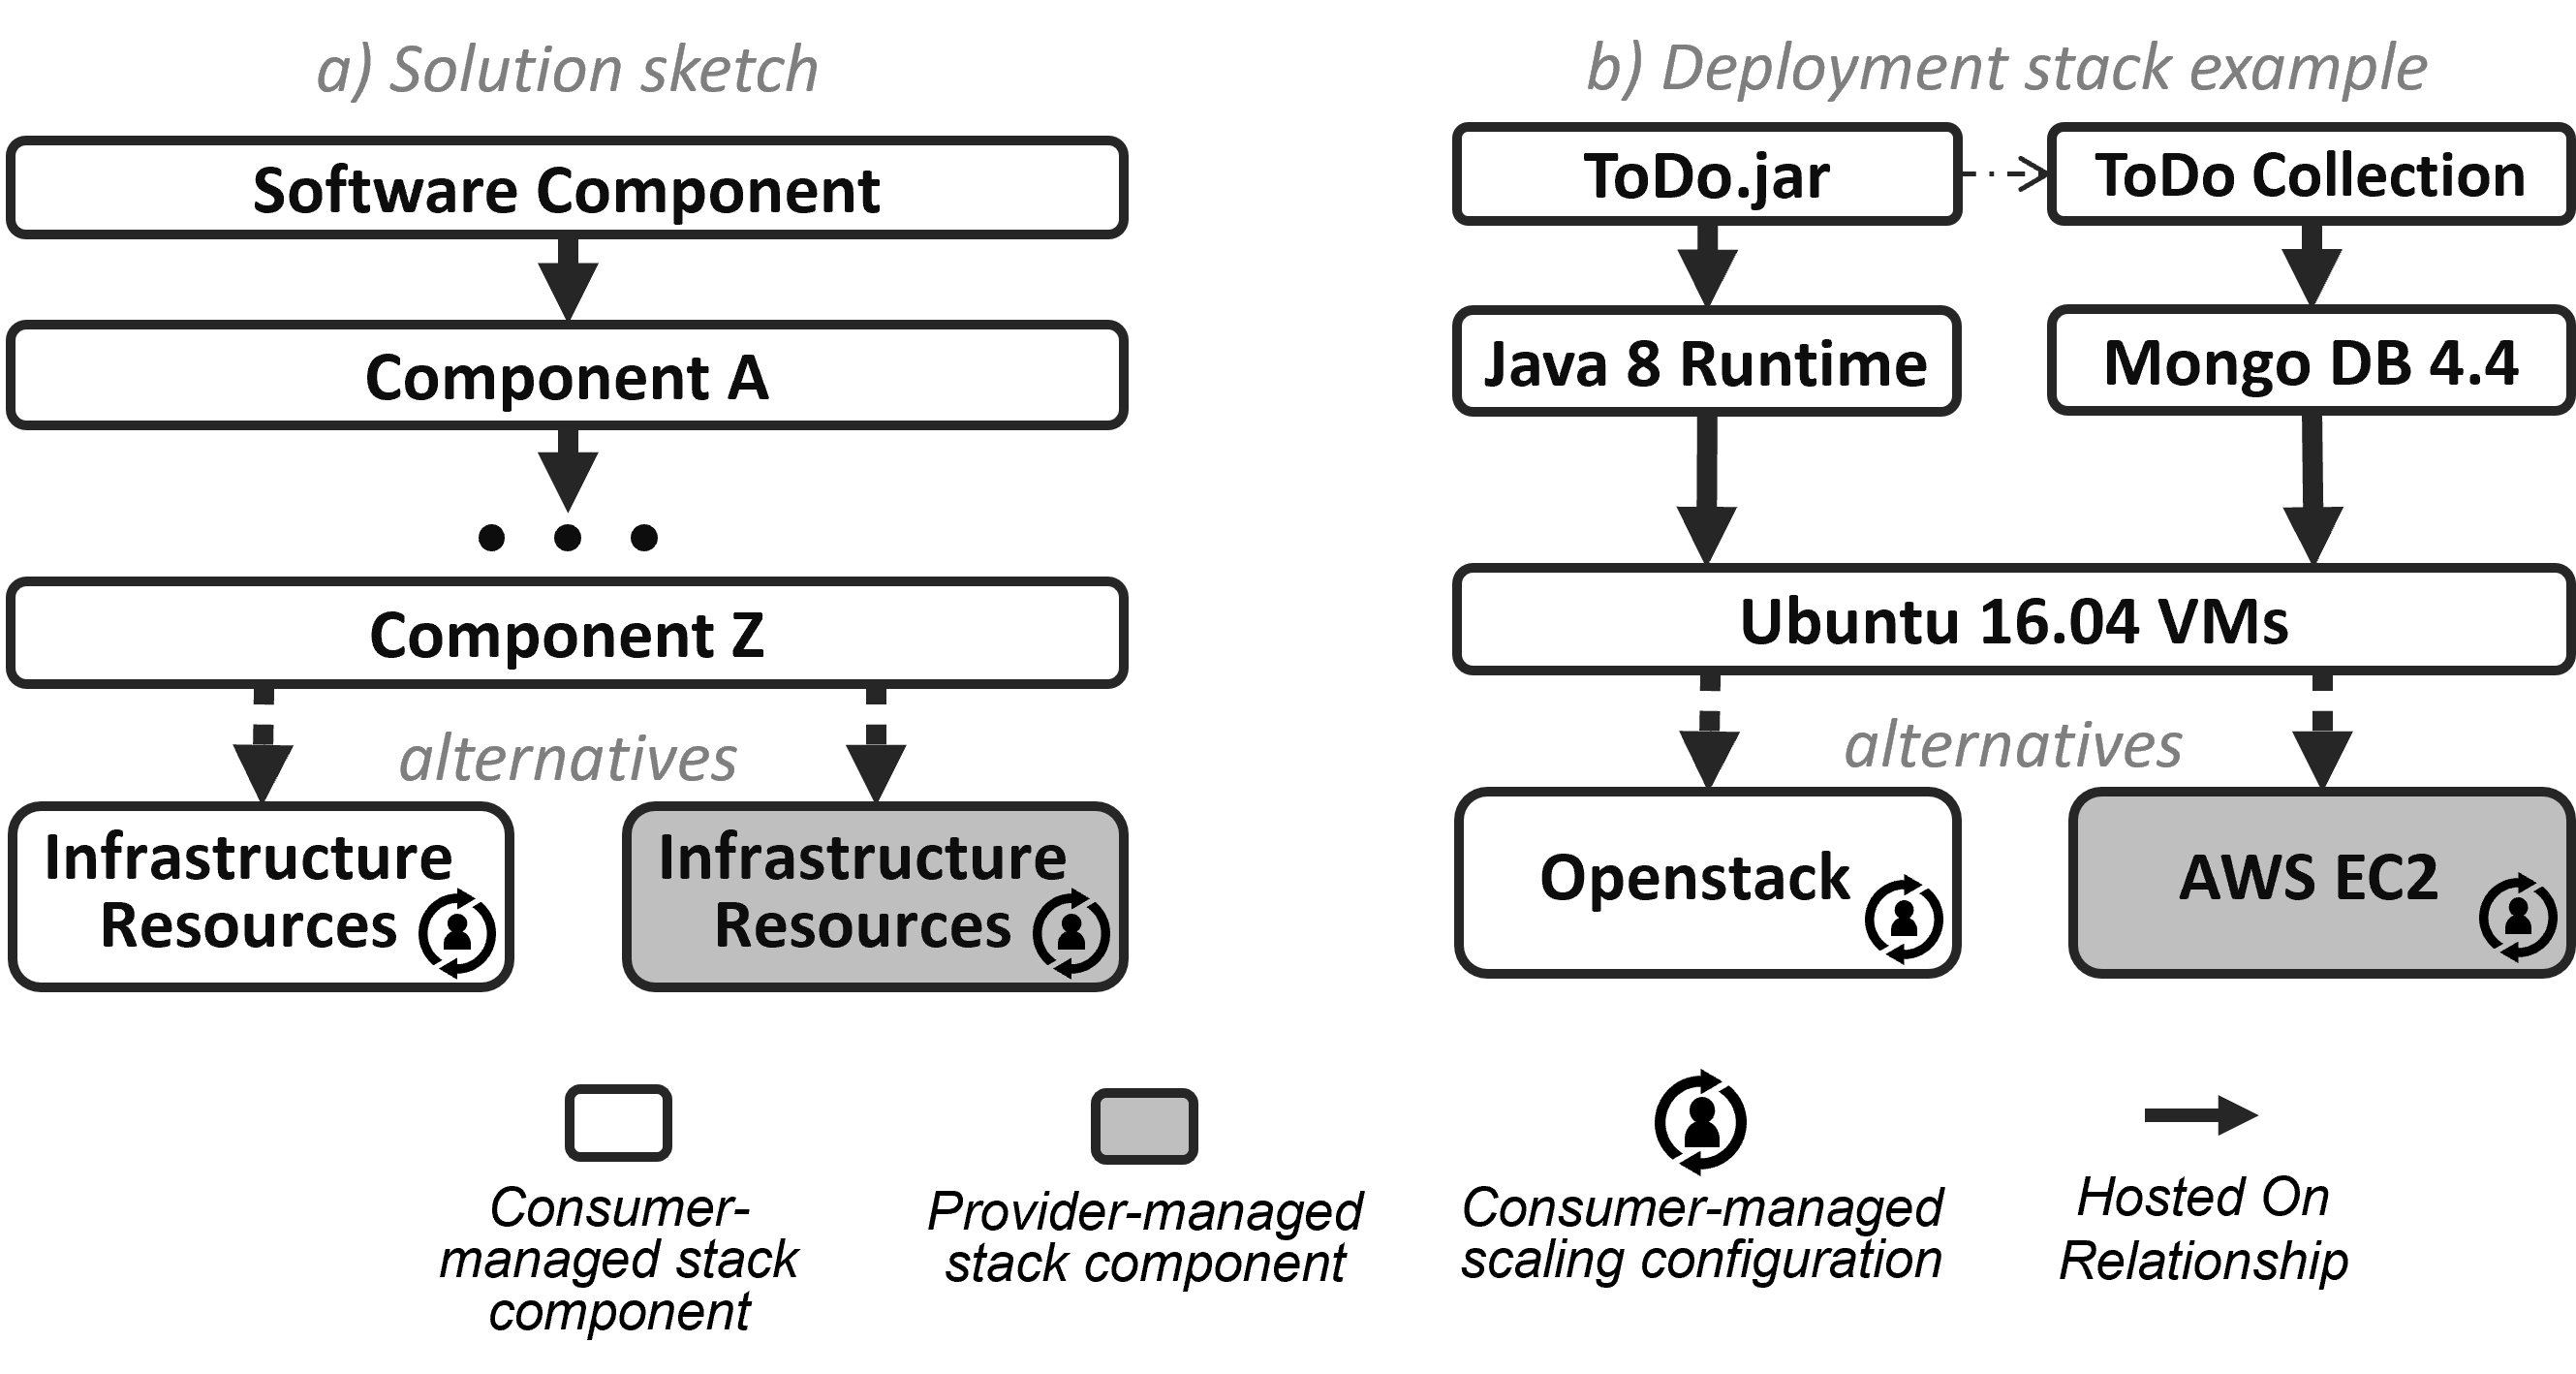 a) Solution sketch
Software Component
Component A
• • •
Component Z
alternatives
Infrastructure
Resources
Infrastructure
Resources
b) Deployment stack example
ToDo.jar
ToDo Collection
Java 8 Runtime
Mongo DB 4.4
Ubuntu 16.04 VMs
alternatives
Openstack
AWS EC2
Consumer-
managed stack
component
Provider-managed
stack component
Consumer-managed
scaling configuration
Hosted On
Relationship